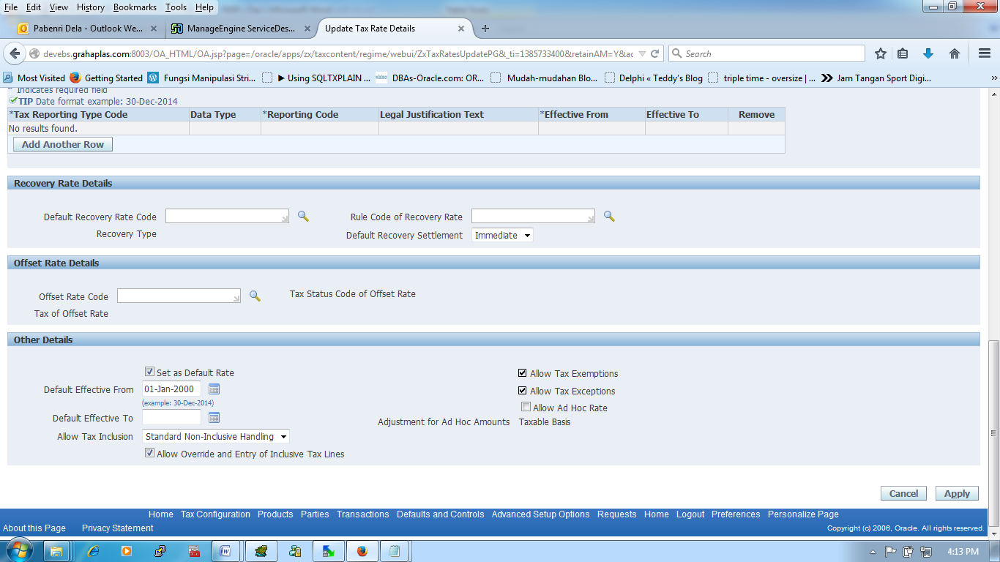 File Edit View History Bookmarks Tools Help
Pabenri Dela - Outlook We... × ManageEngine ServiceDes... × Update Tax Rate Details × +
devebs.grahaplas.com:8003/OA_HTML/OA.jsp?page=/oracle/apps/zx/taxcontent/regime/webui/ZxTaxRatesUpdatePG&_ti=1385733400&retainAM=Y&ac Search
Most Visited Getting Started Fungsi Manipulasi Stri... ► Using SQLTXPLAIN ... DBAs-Oracle.com: OR... Mudah-mudahan Blo... Delphi « Teddy's Blog triple time - oversize | ... Jam Tangan Sport Digi... »
* Indicates required field
TIP Date format example: 30-Dec-2014
*Tax Reporting Type Code Data Type *Reporting Code Legal Justification Text *Effective From Effective To Remove
No results found.
Add Another Row
Recovery Rate Details
Default Recovery Rate Code Rule Code of Recovery Rate
Recovery Type Default Recovery Settlement Immediate
Offset Rate Details
Offset Rate Code Tax Status Code of Offset Rate
Tax of Offset Rate
Other Details
Set as Default Rate Allow Tax Exemptions
Default Effective From 01-Jan-2000 Allow Tax Exceptions
(example: 30-Dec-2014) Allow Ad Hoc Rate
Default Effective To Adjustment for Ad Hoc Amounts Taxable Basis
Allow Tax Inclusion Standard Non-Inclusive Handling
Allow Override and Entry of Inclusive Tax Lines
Cancel Apply
Home Tax Configuration Products Parties Transactions Defaults and Controls Advanced Setup Options Requests Home Logout Preferences Personalize Page
About this Page Privacy Statement Copyright (c) 2006, Oracle. All rights reserved.
4:13 PM